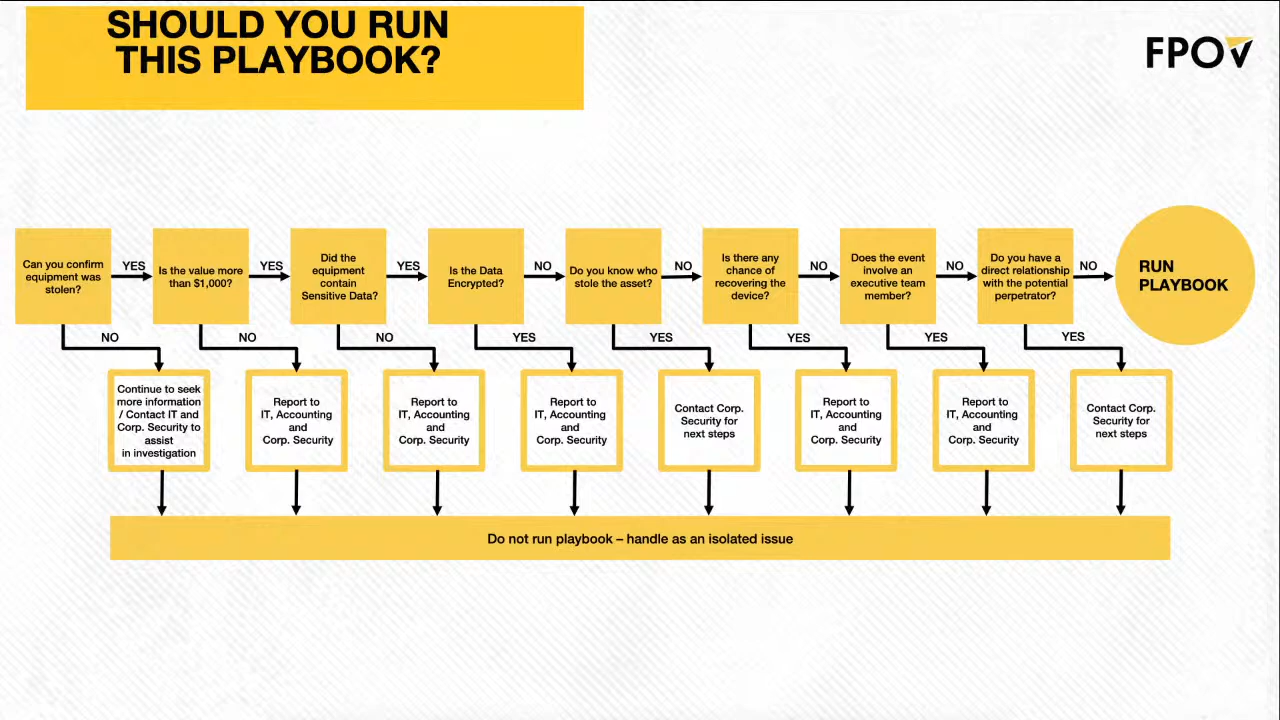 SHOULD YOU RUN
THIS PLAYBOOK?
FPOV
Can you confirm
equipment was
stolen?
YES
Is the value more
than $1,000?
YES
Did the
equipment
contain
Sensitive Data?
YES
Is the Data
Encrypted?
NO
Do you know who
stole the asset?
NO
Is there any
chance of
recovering the
device?
NO
Does the event
involve an
executive team
member?
NO
Do you have a
direct relationship
with the potential
perpetrator?
NO
RUN
PLAYBOOK
NO
NO
NO
YES
YES
YES
YES
YES
Continue to seek
more information
/ Contact IT and
Corp. Security to
assist
in investigation
Report to
IT, Accounting
and
Corp. Security
Report to
IT, Accounting
and
Corp. Security
Report to
IT, Accounting
and
Corp. Security
Contact Corp.
Security for
next steps
Report to
IT, Accounting
and
Corp. Security
Report to
IT, Accounting
and
Corp. Security
Contact Corp.
Security for
next steps
Do not run playbook – handle as an isolated issue